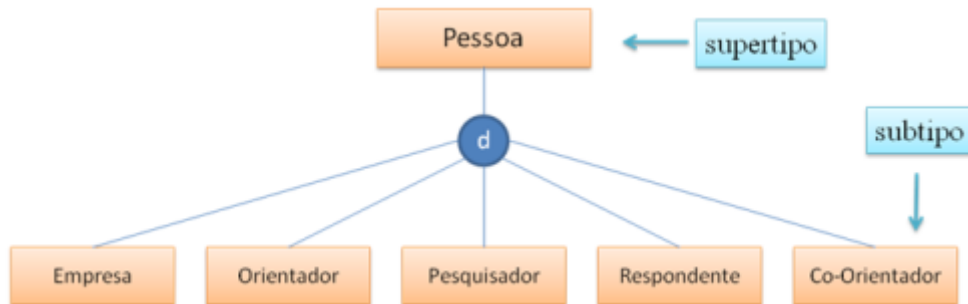 Pessoa
supertipo
d
subtipo
Empresa
Orientador
Pesquisador
Respondente
Co-Orientador